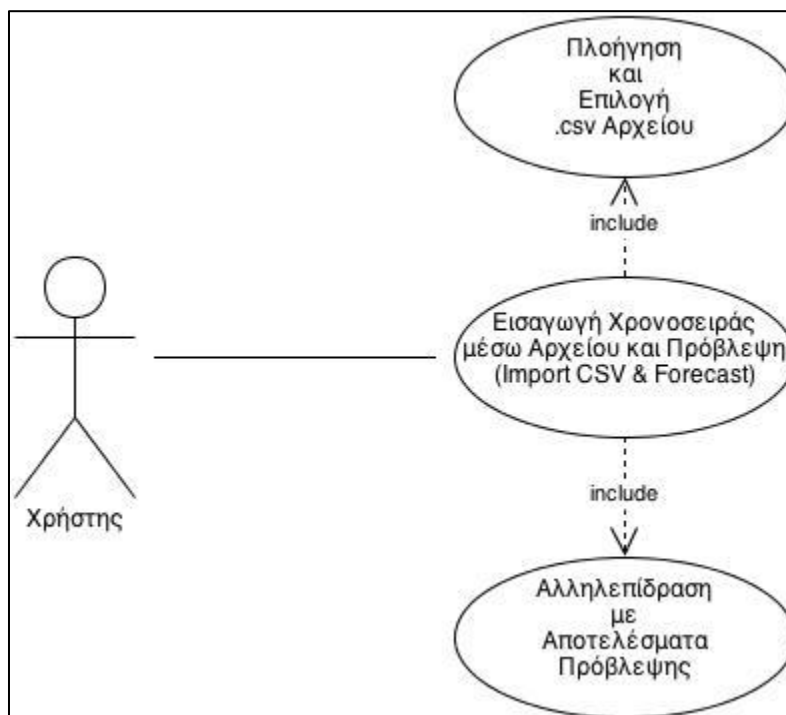 Πλοήγηση
και
Επιλογή
.csv Αρχείου
include
Εισαγωγή Χρονοσειράς
μέσω Αρχείου και Πρόβλεψη
(Import CSV & Forecast)
include
Χρήστης
Αλληλεπίδραση
με
Αποτελέσματα
Πρόβλεψης